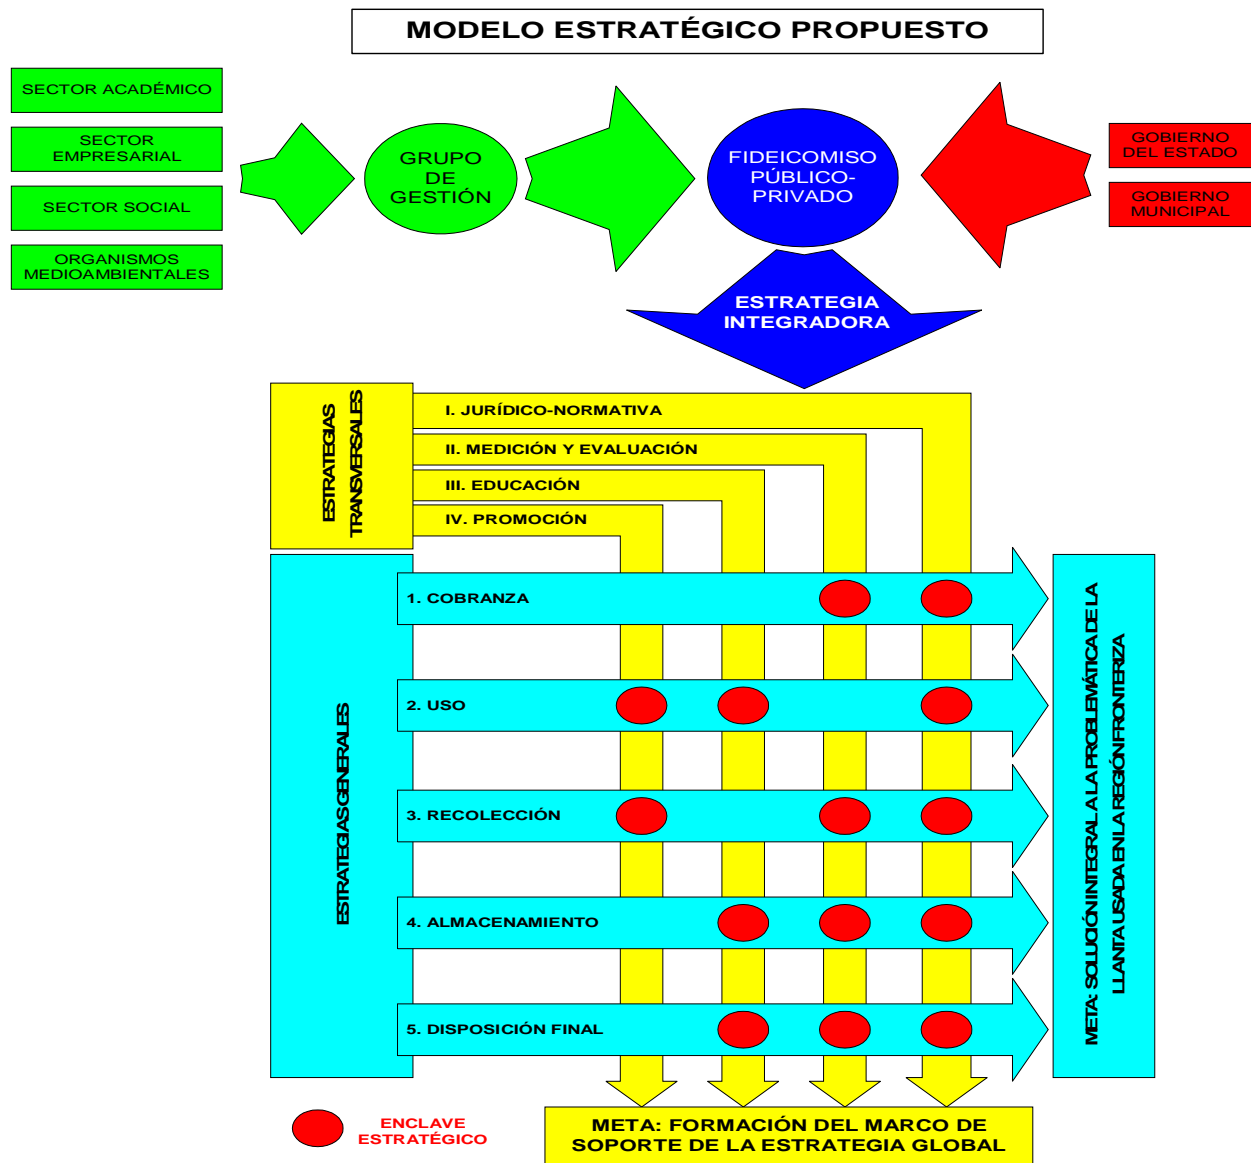 MODELO ESTRATÉGICO PROPUESTO
SECTOR ACADÉMICO
SECTOR
EMPRESARIAL
SECTOR SOCIAL
ORGANISMOS
MEDIOAMBIENTALES
GRUPO
DE
GESTIÓN
FIDEICOMISO
PÚBLICO-
PRIVADO
GOBIERNO
DEL ESTADO
GOBIERNO
MUNICIPAL
ESTRATEGIA
INTEGRADORA
ESTRATEGIAS
TRANSVERSALES
I. JURÍDICO-NORMATIVA
II. MEDICIÓN Y EVALUACIÓN
III. EDUCACIÓN
IV. PROMOCIÓN
ESTRATEGIAS GENERALES
1. COBRANZA
2. USO
3. RECOLECCIÓN
4. ALMACENAMIENTO
5. DISPOSICIÓN FINAL
META: SOLUCIÓN INTEGRAL A LA PROBLEMÁTICA DE LA
LLANTA USADA EN LA REGIÓN FRONTERIZA
ENCLAVE
ESTRATÉGICO
META: FORMACIÓN DEL MARCO DE
SOPORTE DE LA ESTRATEGIA GLOBAL